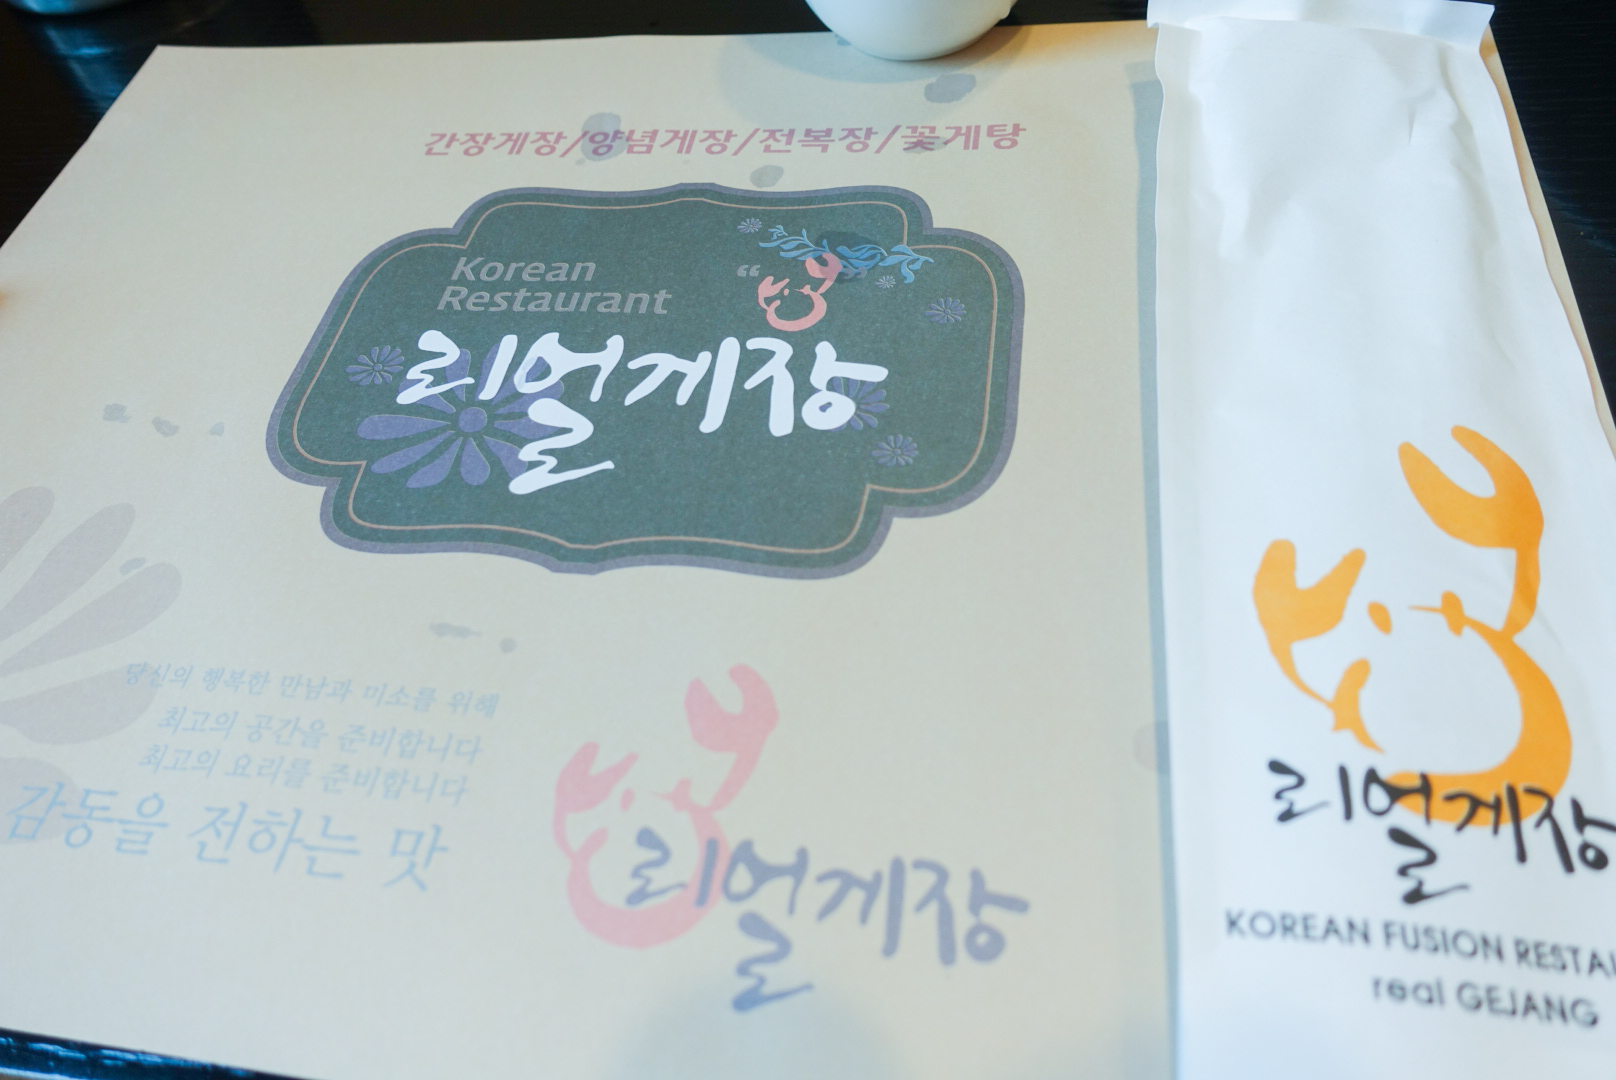 간장게장/양념게장/전복장/꽃게탕
Korean
Restaurant
“ ”
리얼게장
당신의 행복한 만남과 미소를 위해
최고의 공간을 준비합니다
최고의 요리를 준비합니다
감동을 전하는 맛
리얼게장
리얼게장
KOREAN FUSION RESTAU
real GEJANG